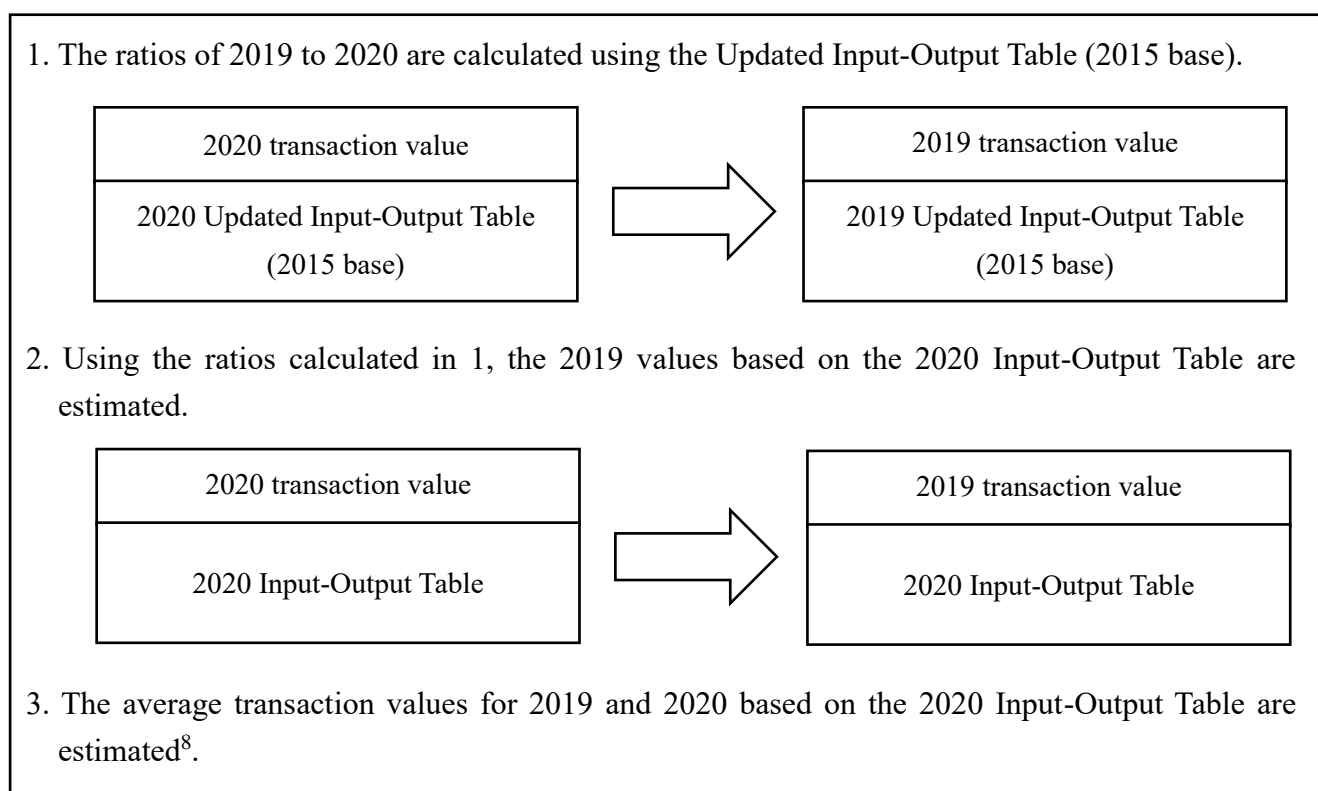 1. The ratios of 2019 to 2020 are calculated using the Updated Input-Output Table (2015 base).
2020 transaction value
2020 Updated Input-Output Table
(2015 base)
2019 transaction value
2019 Updated Input-Output Table
(2015 base)
2. Using the ratios calculated in 1, the 2019 values based on the 2020 Input-Output Table are
estimated.
2020 transaction value
2020 Input-Output Table
2019 transaction value
2020 Input-Output Table
3. The average transaction values for 2019 and 2020 based on the 2020 Input-Output Table are
estimated⁸.